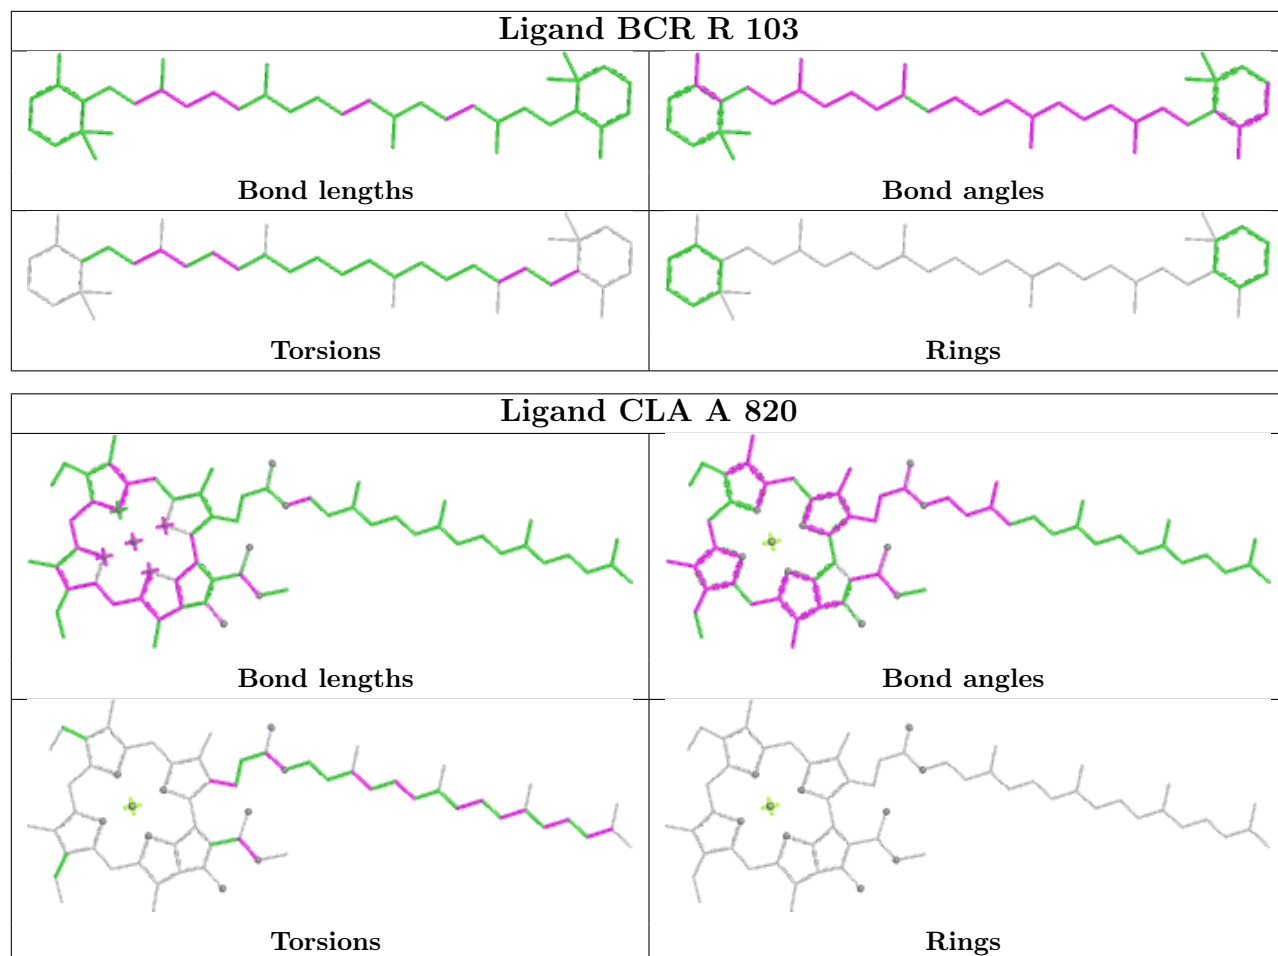 Ligand BCR R 103
Bond lengths
Bond angles
Torsions
Rings
Ligand CLA A 820
Bond lengths
Bond angles
Torsions
Rings